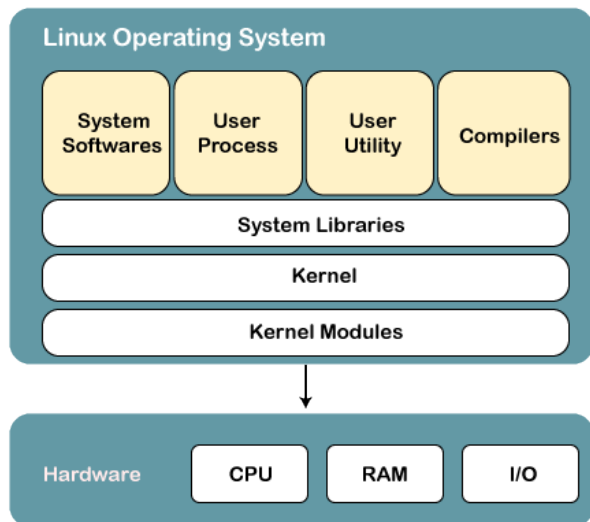 Linux Operating System
System
Softwares
User
Process
User
Utility
Compilers
System Libraries
Kernel
Kernel Modules
Hardware
CPU
RAM
I/O